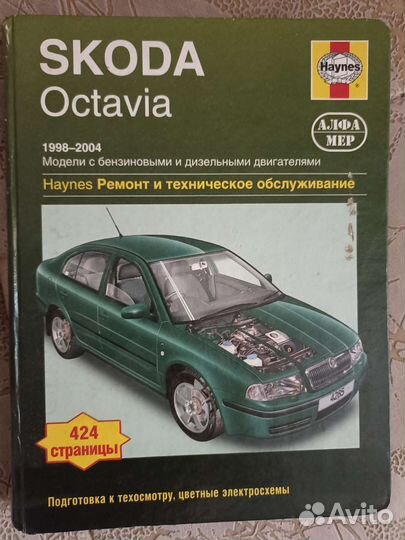 SKODA
Octavia
Haynes
АЛФА
МЕР
1998–2004
Модели с бензиновыми и дизельными двигателями
Haynes Ремонт и техническое обслуживание
4285
424
страницы
Подготовка к техосмотру, цветные электросхемы
Avito